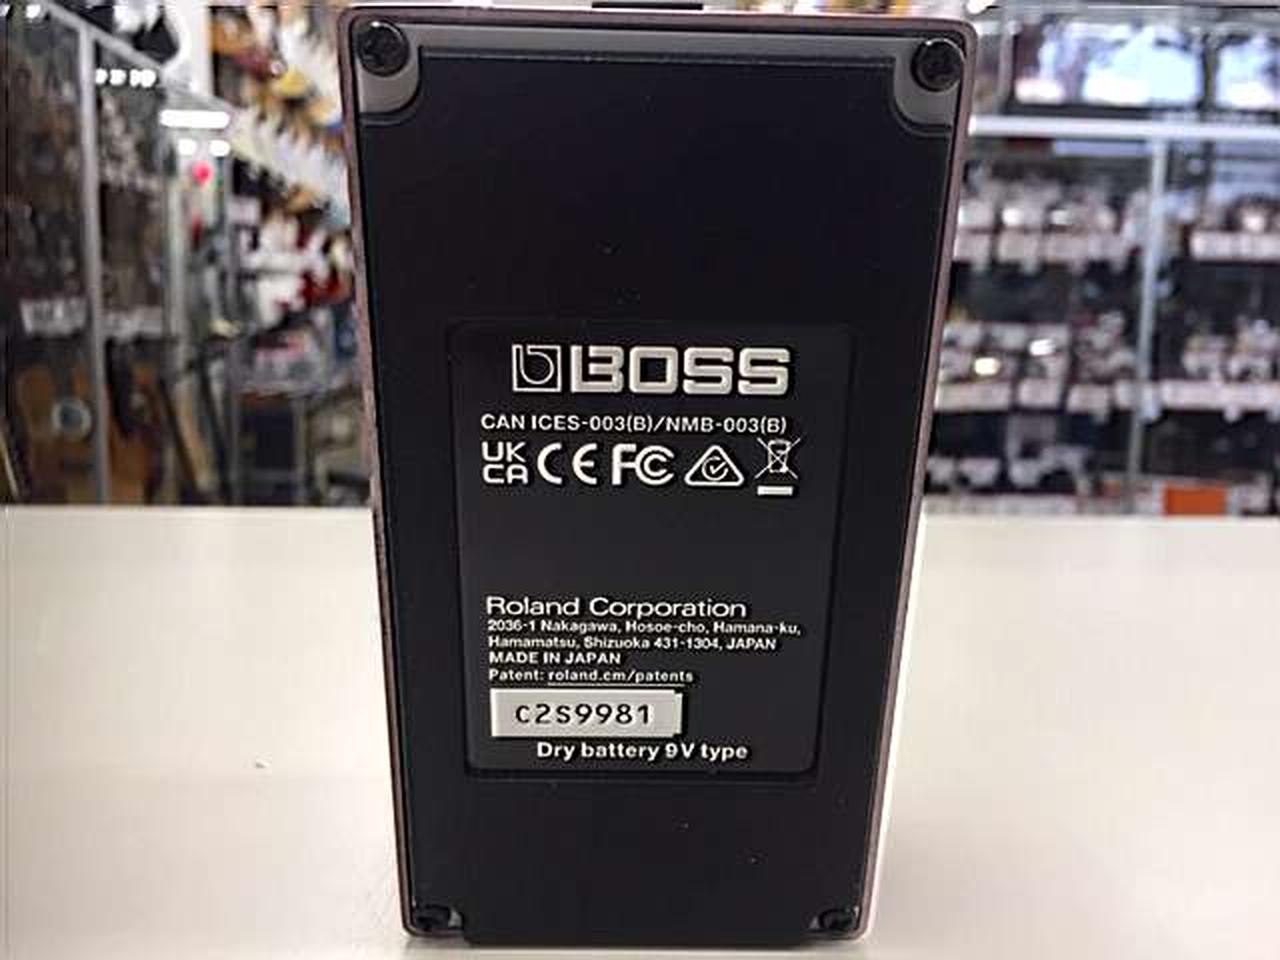 BOSS
CAN ICES-003(B)/NMB-003(B)
UK CA CE FC
Roland Corporation
2036-1 Nakagawa, Hosoe-cho, Hamana-ku,
Hamamatsu, Shizuoka 431-1304, JAPAN
MADE IN JAPAN
Patent: roland.cm/patents
C2S9981
Dry battery 9V type